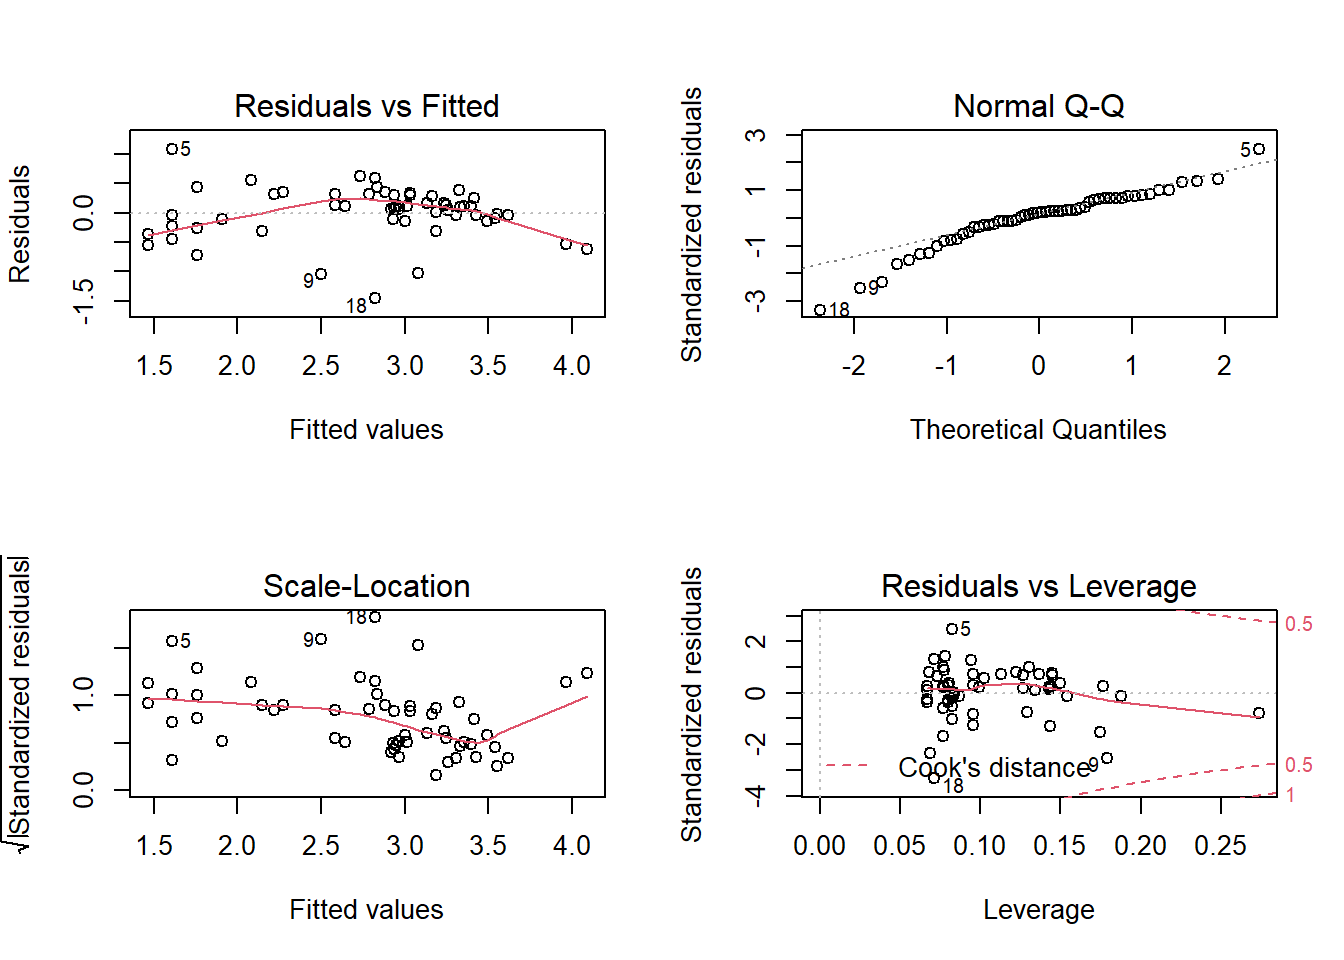 Residuals vs Fitted
Residuals
0.0
-1.5
5
9
18
1.5 2.0 2.5 3.0 3.5 4.0
Fitted values
Normal Q-Q
Standardized residuals
3
1
-1
-3
5
9
18
-2 -1 0 1 2
Theoretical Quantiles
Scale-Location
√|Standardized residuals|
1.0
0.0
18
9
5
1.5 2.0 2.5 3.0 3.5 4.0
Fitted values
Residuals vs Leverage
Standardized residuals
2
0
-2
-4
5
0.5
Cook's distance
9
18
0.5
1
0.00 0.05 0.10 0.15 0.20 0.25
Leverage